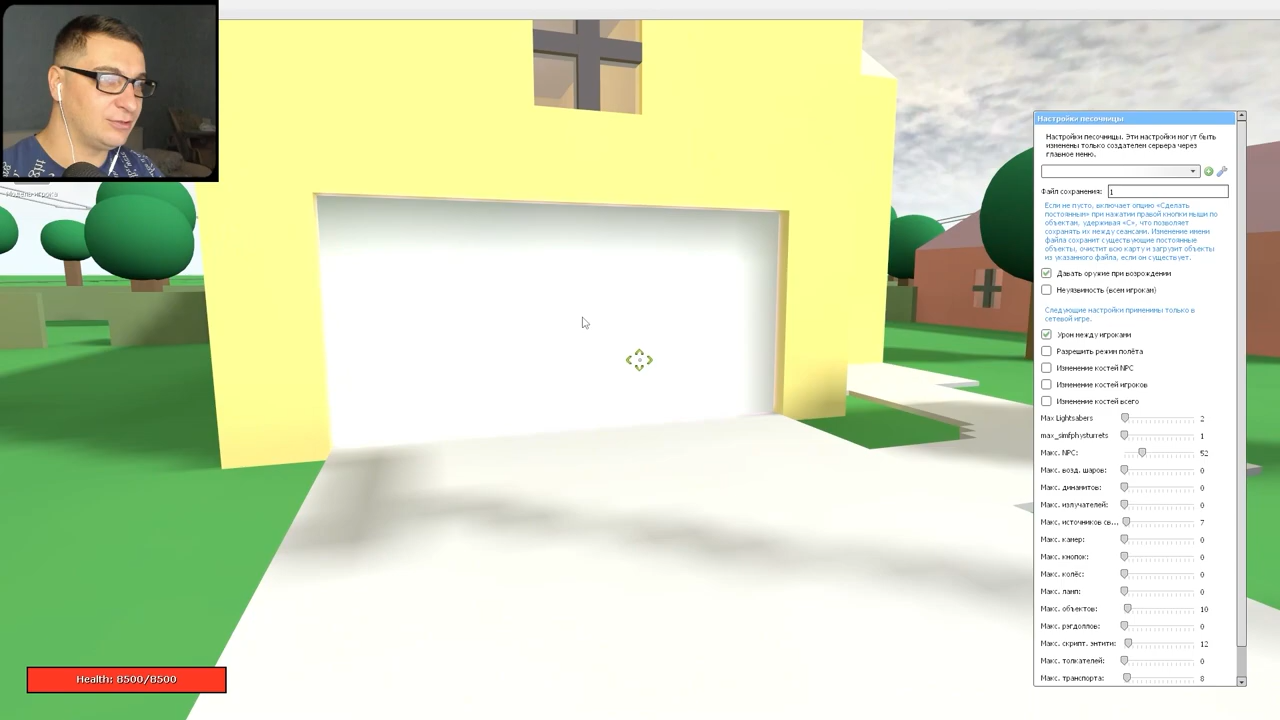 Модель игрока
Настройки песочницы
Настройки песочницы. Эти настройки могут быть
изменены только создателем сервера через
главное меню.
Файл сохранения: 1
Если не пусто, включает опцию «Сделать
постоянным» при нажатии правой кнопки мыши по
объектам, удерживая «C», что позволяет
сохранять их между сеансами. Изменение имени
файла сохранит существующие постоянные
объекты, очистит всю карту и загрузит объекты
из указанного файла, если он существует.
Давать оружие при возрождении
Неуязвимость (всем игрокам)
Следующие настройки применимы только в
сетевой игре.
Урон между игроками
Разрешить режим полёта
Изменение костей NPC
Изменение костей игроков
Изменение костей всего
Max Lightsabers 2
max_simfphysturrets 1
Макс. NPC: 52
Макс. возд. шаров: 0
Макс. динамитов: 0
Макс. излучателей: 0
Макс. источников св... 7
Макс. камер: 0
Макс. кнопок: 0
Макс. колёс: 0
Макс. ламп: 0
Макс. объектов: 10
Макс. рэгдоллов: 0
Макс. скрипт. энтити: 12
Макс. толкателей: 0
Макс. транспорта: 8
Health: 8500/8500